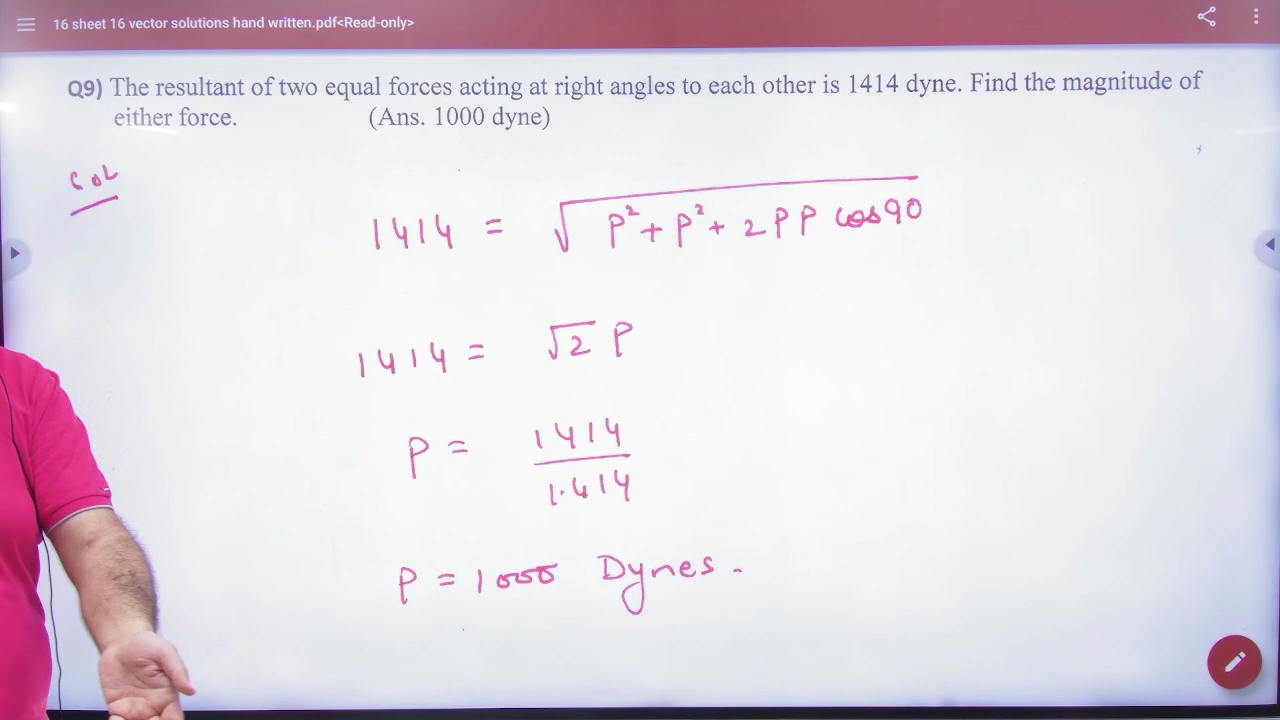 16 sheet 16 vector solutions hand written.pdf<Read-only>
Q9) The resultant of two equal forces acting at right angles to each other is 1414 dyne. Find the magnitude of
either force. (Ans. 1000 dyne)
Sol
1414 = √(P² + P² + 2PP cos90)
1414 = √2 P
P = 1414/1.414
P = 1000 Dynes.